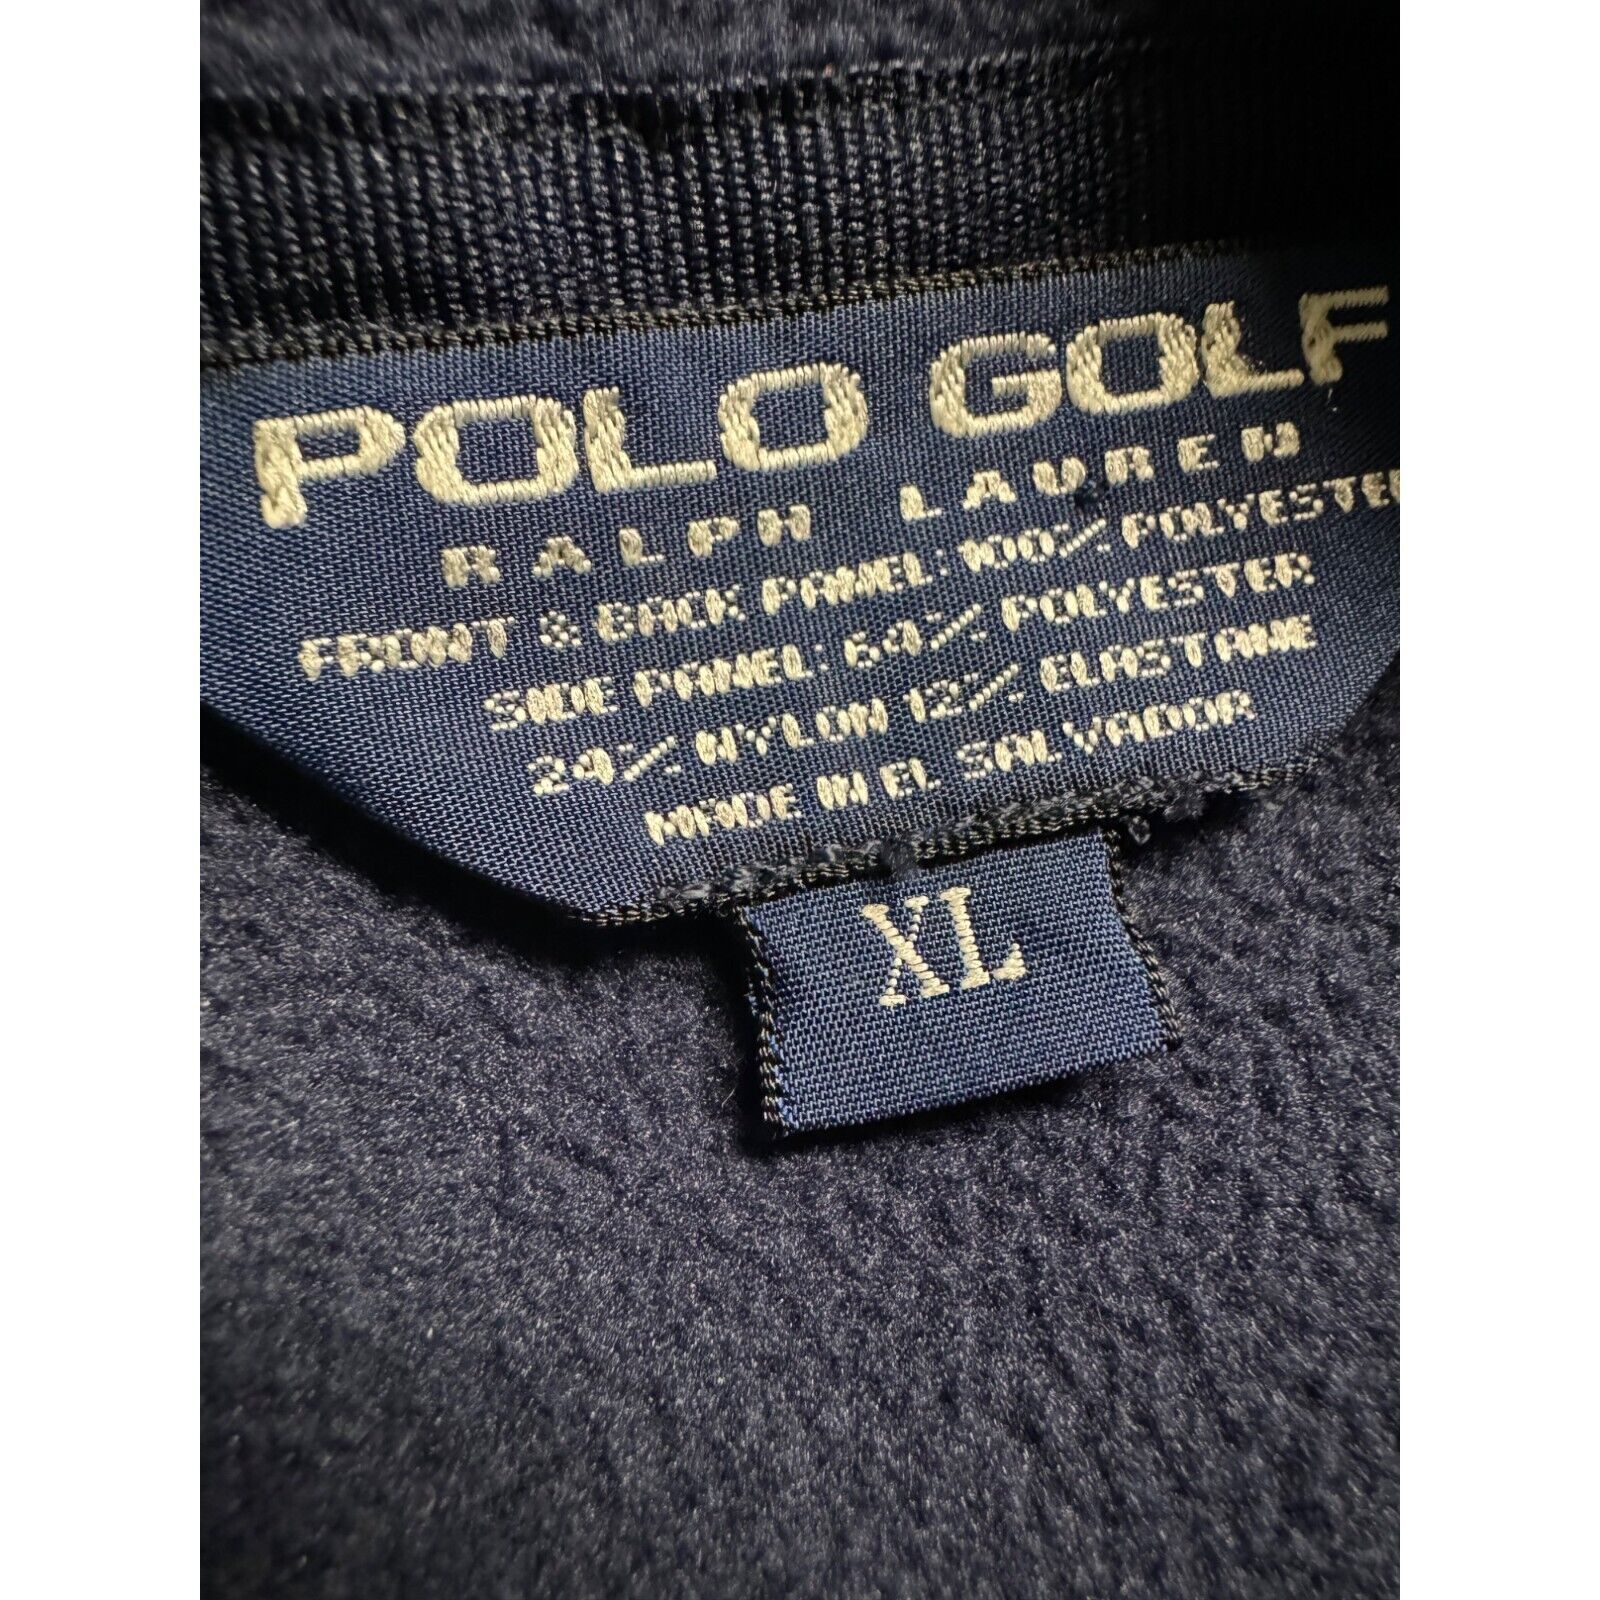 POLO GOLF
RALPH LAUREN
FRONT & BACK PANEL: 100% POLYESTER
SIDE PANEL: 64% POLYESTER
24% NYLON 12% ELASTANE
MADE IN EL SALVADOR
XL